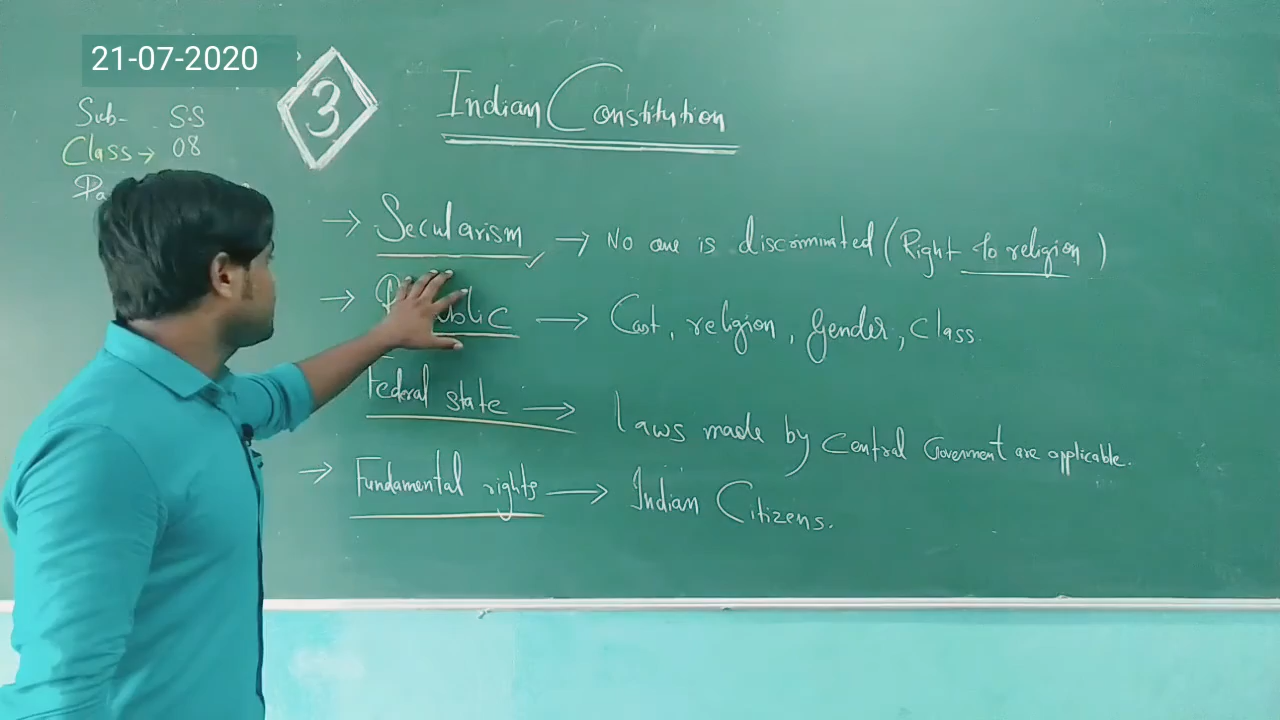 21-07-2020
Sub- S.S
Class → 08
3
Indian Constitution
→ Secularism → No one is discriminated (Right to religion)
→ → Cast, religion, Gender, Class.
Federal state → laws made by Central Government are applicable.
→ Fundamental rights → Indian Citizens.